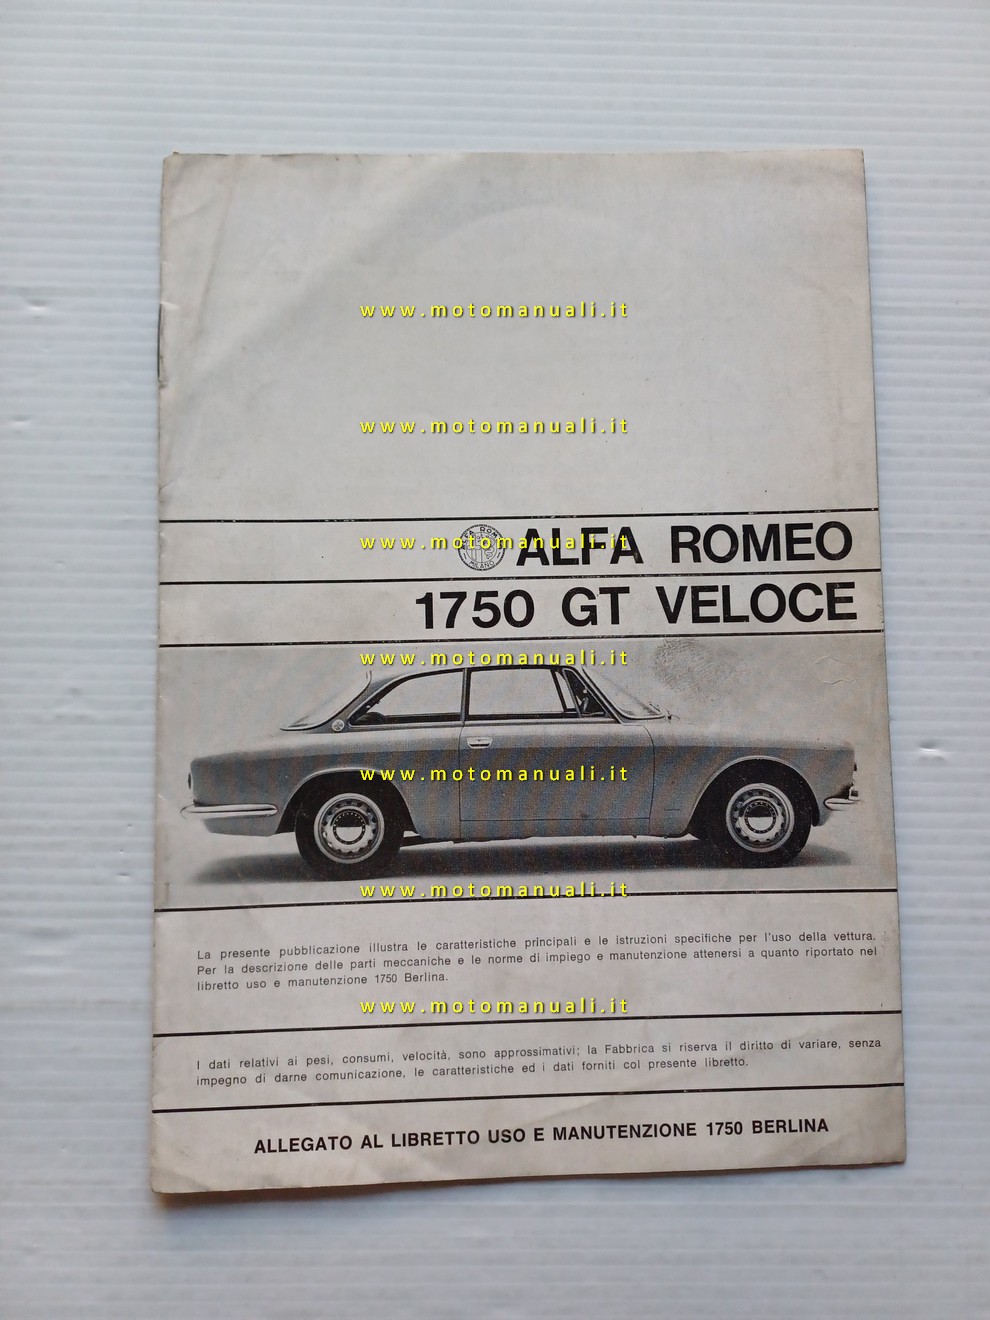 www.motomanuali.it
www.motomanuali.it
ALFA ROMEO
MILANO
ALFA ROMEO
www.motomanuali.it
1750 GT VELOCE
www.motomanuali.it
www.motomanuali.it
www.motomanuali.it
La presente pubblicazione illustra le caratteristiche principali e le istruzioni specifiche per l'uso della vettura.
Per la descrizione delle parti meccaniche e le norme di impiego e manutenzione attenersi a quanto riportato nel
libretto uso e manutenzione 1750 Berlina.
www.motomanuali.it
I dati relativi ai pesi, consumi, velocità, sono approssimativi; la Fabbrica si riserva il diritto di variare, senza
impegno di darne comunicazione, le caratteristiche ed i dati forniti col presente libretto.
ALLEGATO AL LIBRETTO USO E MANUTENZIONE 1750 BERLINA